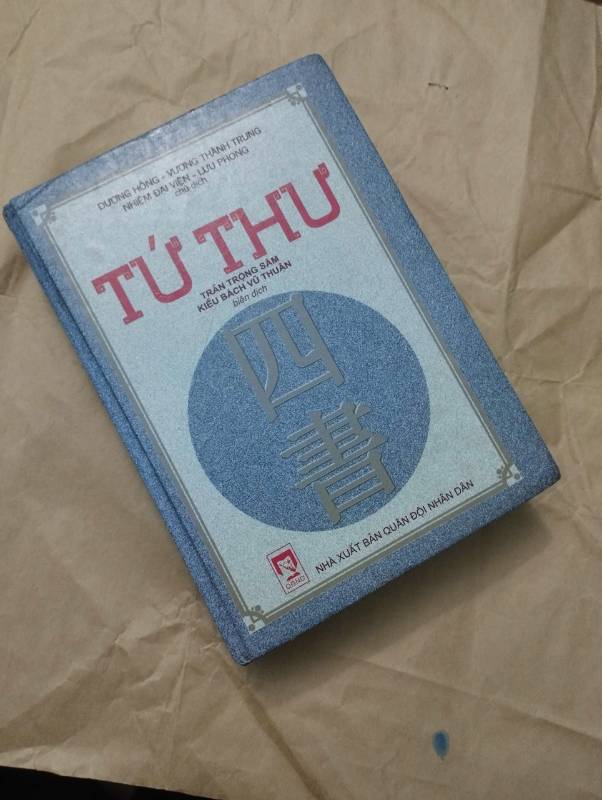 DƯƠNG HỒNG - VƯƠNG THÀNH TRUNG
NHIỆM ĐẠI VIỆN - LƯU PHONG
chú dịch
TỨ THƯ
TRẦN TRỌNG SÂM
KIỀU BÁCH VŨ THUẬN
biên dịch
四
書
QĐND
NHÀ XUẤT BẢN QUÂN ĐỘI NHÂN DÂN